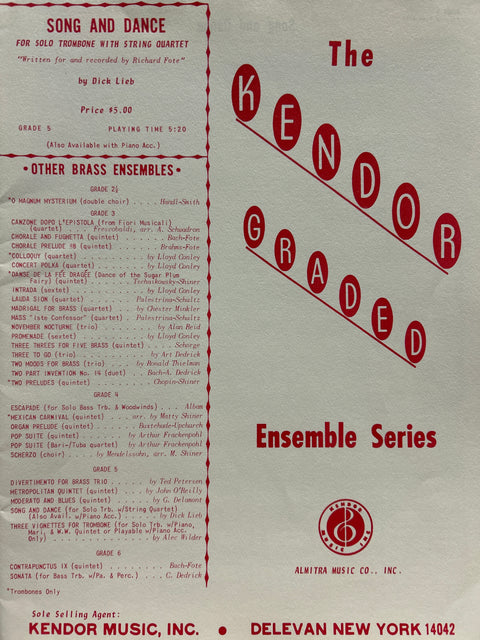 SONG AND DANCE
FOR SOLO TROMBONE WITH STRING QUARTET
"Written for and recorded by Richard Fote"
by Dick Lieb
Price $5.00
GRADE 5 PLAYING TIME 5:20
(Also Available with Piano Acc.)
•OTHER BRASS ENSEMBLES•
GRADE 2½
*O MAGNUM MYSTERIUM (double choir) .... Handl-Smith
GRADE 3
CANZONE DOPO L'EPISTOLA (from Fiori Musicali)
(quartet) .... Frescobaldi, arr. A. Schwadron
CHORALE AND FUGHETTA (quintet) ..... Bach-Fote
CHORALE PRELUDE #8 (quintet) ..... Brahms-Fote
*COLLOQUY (quartet) ....... by Lloyd Conley
CONCERT POLKA (quartet) ..... by Lloyd Conley
*DANSE DE LA FÉE DRAGÉE (Dance of the Sugar Plum
Fairy) (quintet) ...... Tschaikovsky-Shiner
INTRADA (sextet) ....... by Lloyd Conley
LAUDA SION (quartet) .... Palestrina-Schultz
MADRIGAL FOR BRASS (quartet) .. by Chester Minkler
MASS "Iste Confessor" (quartet) . Palestrina-Schultz
NOVEMBER NOCTURNE (trio) ...... by Alan Reid
PROMENADE (sextet) ...... by Lloyd Conley
THREE THREES FOR FIVE BRASS (quintet) .... Schorge
THREE TO GO (trio) ........ by Art Dedrick
TWO MOODS FOR BRASS (trio) ... by Ronald Thielman
TWO PART INVENTION No. 14 (duet) .. Bach-A. Dedrick
*TWO PRELUDES (quintet) ..... Chopin-Shiner
GRADE 4
ESCAPADE (for Solo Bass Trb. & Woodwinds) ... Albam
*MEXICAN CARNIVAL (quintet) .... arr. by Matty Shiner
ORGAN PRELUDE (quintet) ..... Buxtehude-Upchurch
POP SUITE (quintet) ..... by Arthur Frackenpohl
POP SUITE (Bari-/Tuba quartet) by Arthur Frackenpohl
SCHERZO (choir) ... by Mendelssohn, arr. M. Shiner
GRADE 5
DIVERTIMENTO FOR BRASS TRIO ... by Ted Petersen
METROPOLITAN QUINTET (quintet) .. by John O'Reilly
MODERATO AND BLUES (quintet) ... by G. Delmont
SONG AND DANCE (for Solo Trb. w/String Quartet)
(Also Avail. w/Piano Acc.) ..... by Dick Lieb
THREE VIGNETTES FOR TROMBONE (for Solo Trb. w/Piano,
Mari. & W.W. Quintet or Playable w/Piano Acc.
Only) ............. by Alec Wilder
GRADE 6
CONTRAPUNCTUS IX (quintet) ....... Bach-Fote
SONATA (for Bass Trb. w/Pa. & Perc.) ... G. Dedrick
*Trombones Only
Sole Selling Agent:
KENDOR MUSIC, INC. • DELEVAN NEW YORK 14042
The
KENDOR
GRADED
Ensemble Series
KENDOR
MUSIC INC
ALMITRA MUSIC CO., INC.